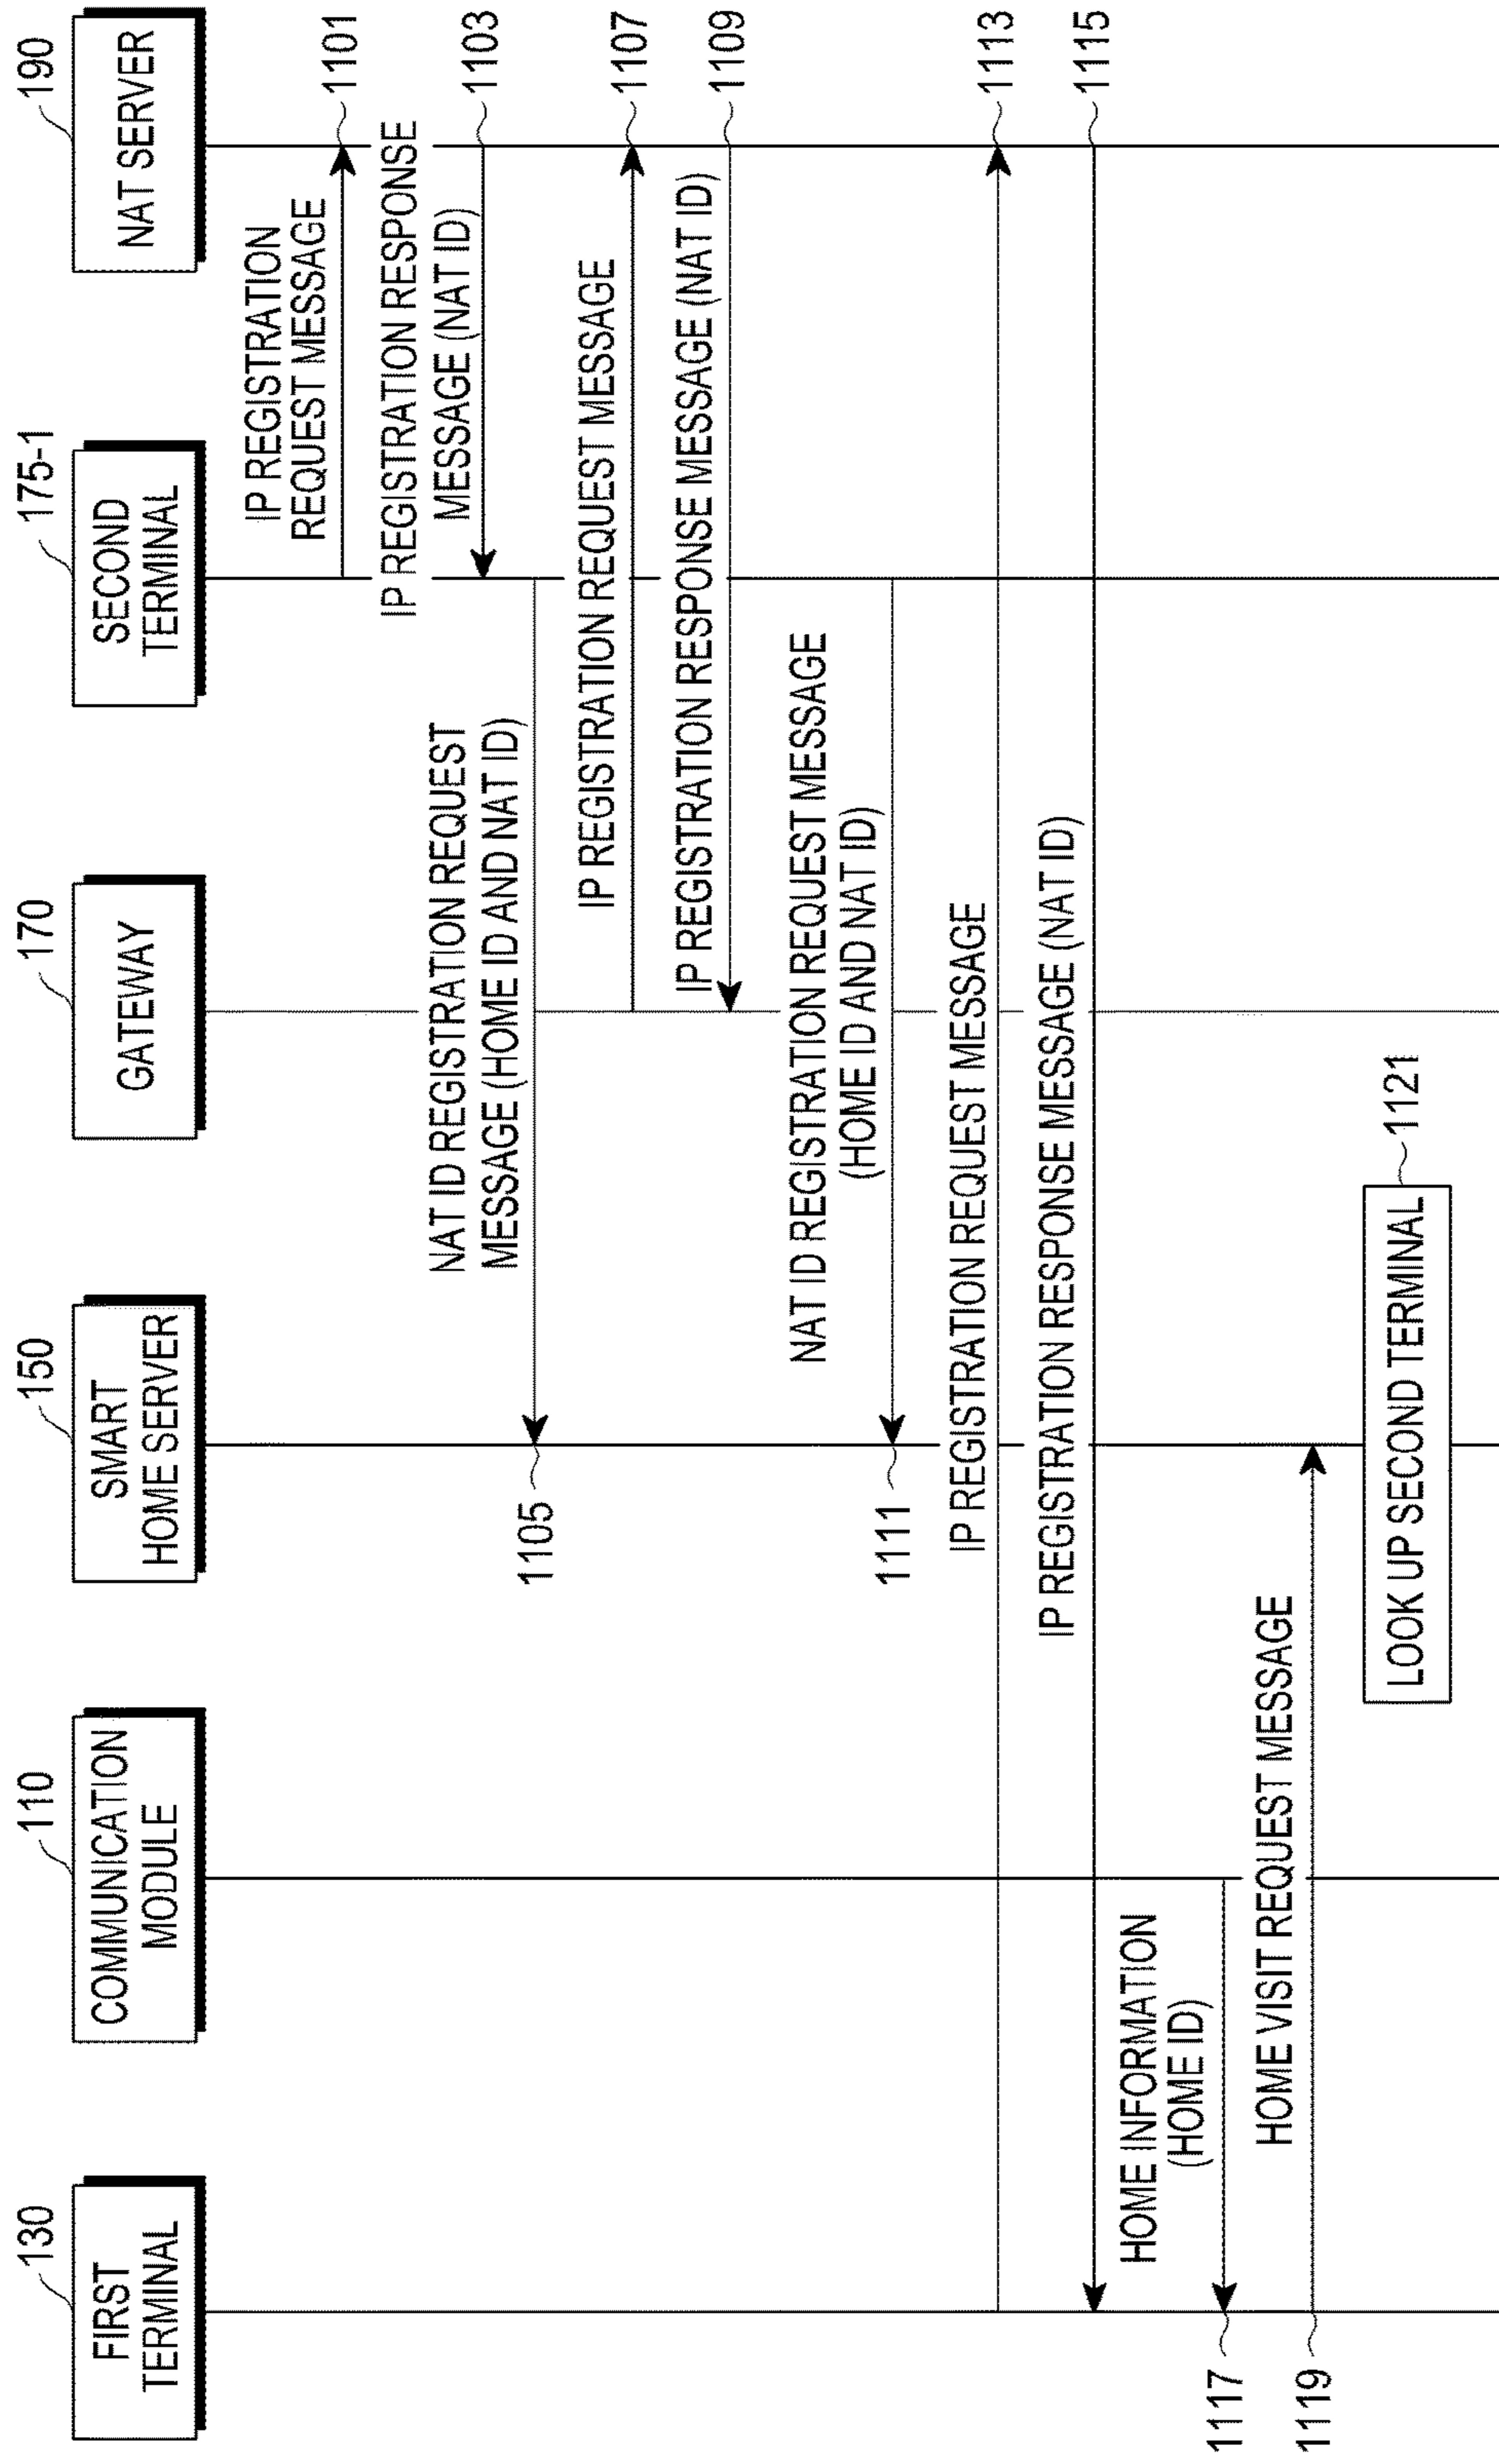 130
FIRST
TERMINAL
110
COMMUNICATION
MODULE
150
SMART
HOME SERVER
170
GATEWAY
175-1
SECOND
TERMINAL
190
NAT SERVER
IP REGISTRATION
REQUEST MESSAGE
1101
IP REGISTRATION RESPONSE
MESSAGE (NAT ID)
1103
NAT ID REGISTRATION REQUEST
MESSAGE (HOME ID AND NAT ID)
1105
IP REGISTRATION REQUEST MESSAGE
1107
IP REGISTRATION RESPONSE MESSAGE (NAT ID)
1109
NAT ID REGISTRATION REQUEST MESSAGE
(HOME ID AND NAT ID)
1111
IP REGISTRATION REQUEST MESSAGE
1113
IP REGISTRATION RESPONSE MESSAGE (NAT ID)
1115
HOME INFORMATION
(HOME ID)
1117
HOME VISIT REQUEST MESSAGE
1119
LOOK UP SECOND TERMINAL
1121